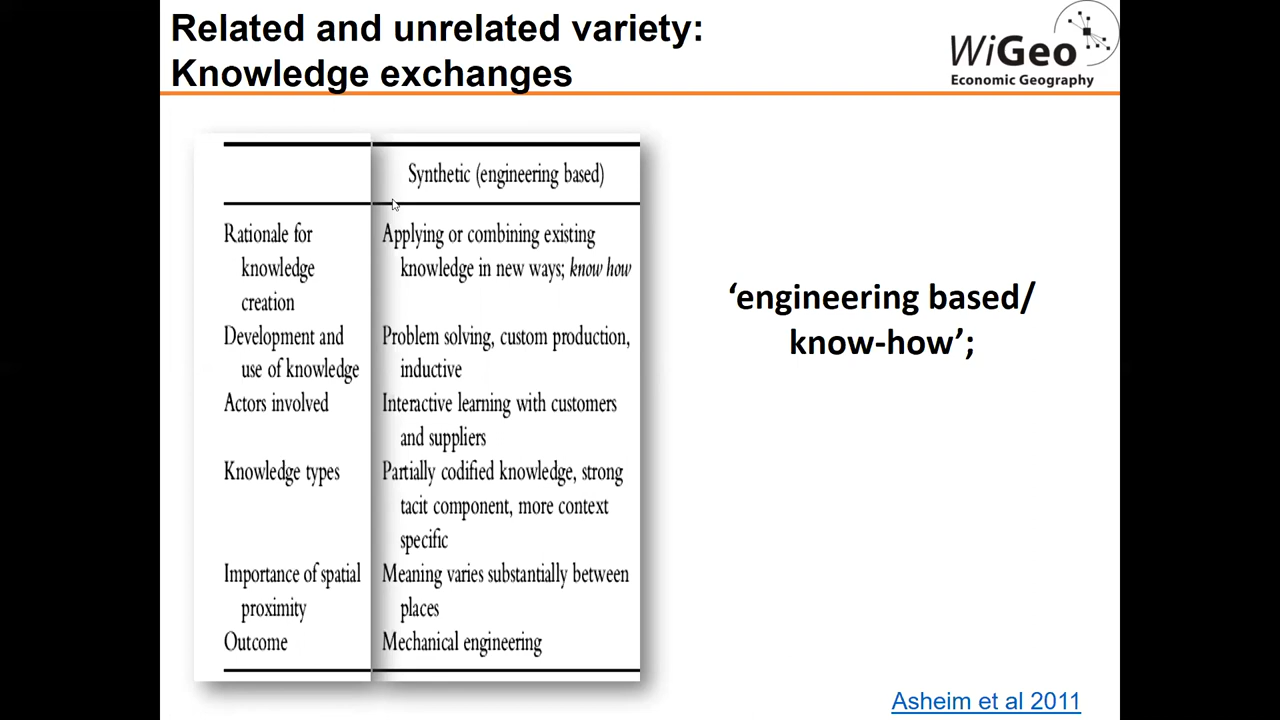 Related and unrelated variety:
Knowledge exchanges
WiGeo
Economic Geography
Synthetic (engineering based)
Rationale for
knowledge
creation
Applying or combining existing
knowledge in new ways; know how
Development and
use of knowledge
Problem solving, custom production,
inductive
Actors involved
Interactive learning with customers
and suppliers
Knowledge types
Partially codified knowledge, strong
tacit component, more context
specific
Importance of spatial
proximity
Meaning varies substantially between
places
Outcome
Mechanical engineering
‘engineering based/
know-how’;
Asheim et al 2011